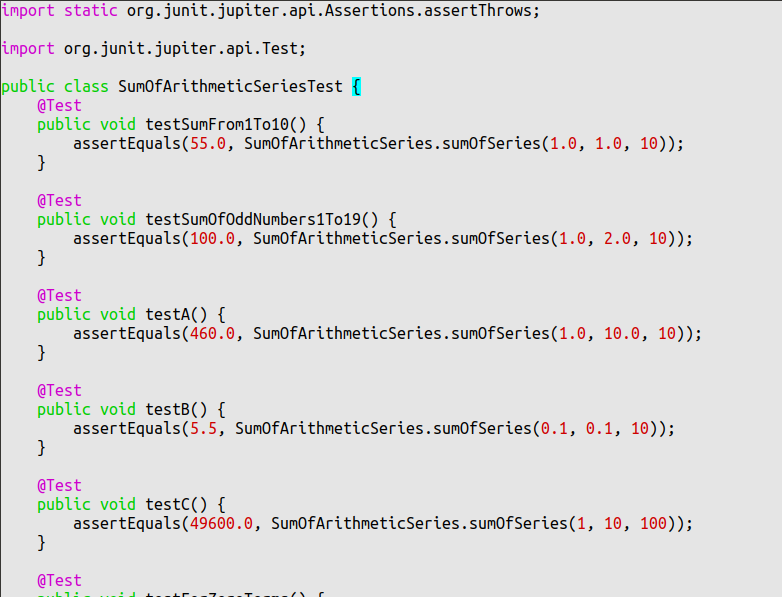 import static org.junit.jupiter.api.Assertions.assertThrows;
import org.junit.jupiter.api.Test;
public class SumOfArithmeticSeriesTest {
@Test
public void testSumFrom1To10() {
assertEquals(55.0, SumOfArithmeticSeries.sumOfSeries(1.0, 1.0, 10));
}
@Test
public void testSumOfOddNumbers1To19() {
assertEquals(100.0, SumOfArithmeticSeries.sumOfSeries(1.0, 2.0, 10));
}
@Test
public void testA() {
assertEquals(460.0, SumOfArithmeticSeries.sumOfSeries(1.0, 10.0, 10));
}
@Test
public void testB() {
assertEquals(5.5, SumOfArithmeticSeries.sumOfSeries(0.1, 0.1, 10));
}
@Test
public void testC() {
assertEquals(49600.0, SumOfArithmeticSeries.sumOfSeries(1, 10, 100));
}
@Test
public void testForZeroTerms() {